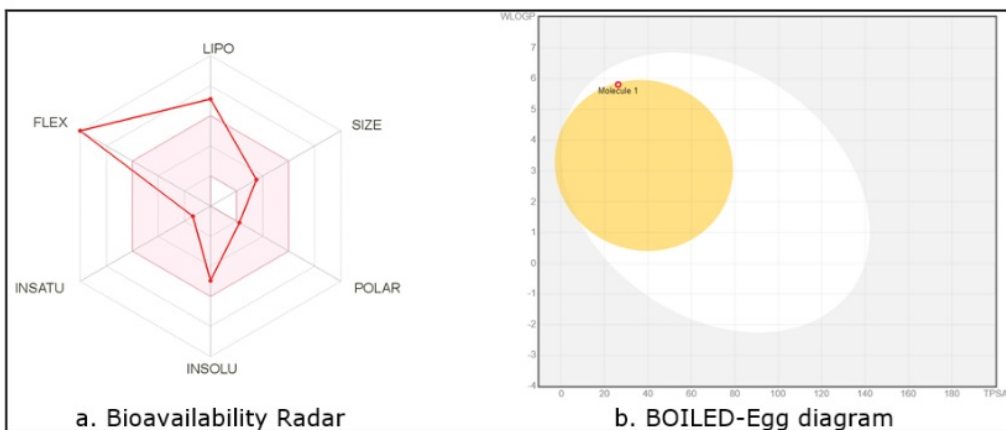 LIPO
FLEX
SIZE
INSATU
POLAR
INSOLU
a. Bioavailability Radar
WLOGP
7
6
5
4
3
2
1
0
-1
-2
-3
-4
Molecule 1
0 20 40 60 80 100 120 140 160 180 TPSA
b. BOILED-Egg diagram